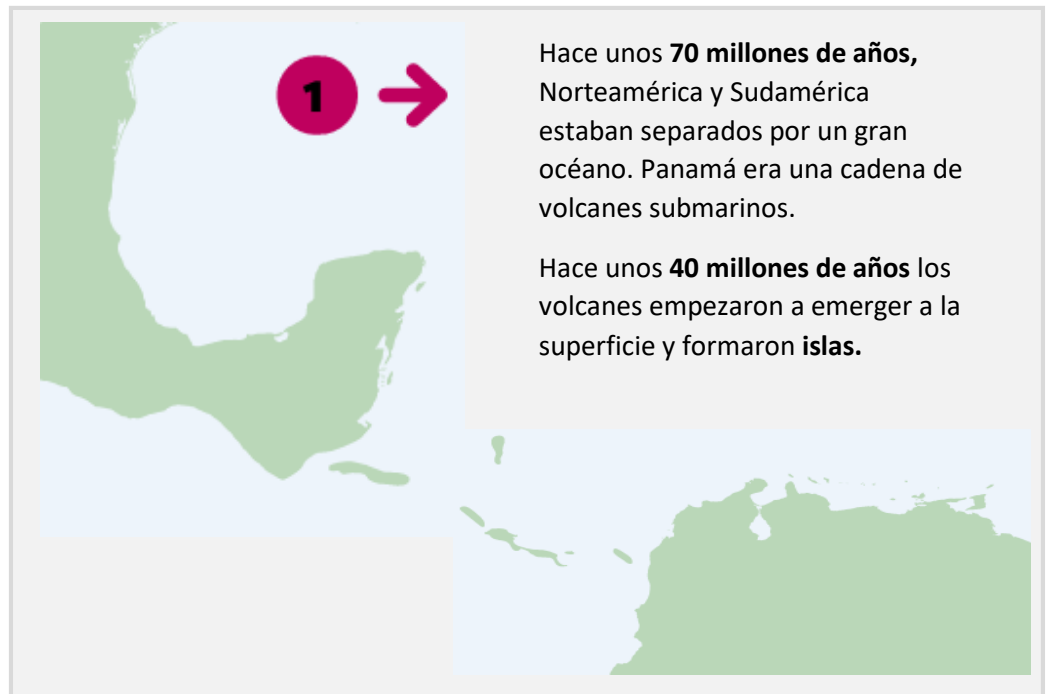 1
Hace unos 70 millones de años,
Norteamérica y Sudamérica
estaban separados por un gran
océano. Panamá era una cadena de
volcanes submarinos.
Hace unos 40 millones de años los
volcanes empezaron a emerger a la
superficie y formaron islas.